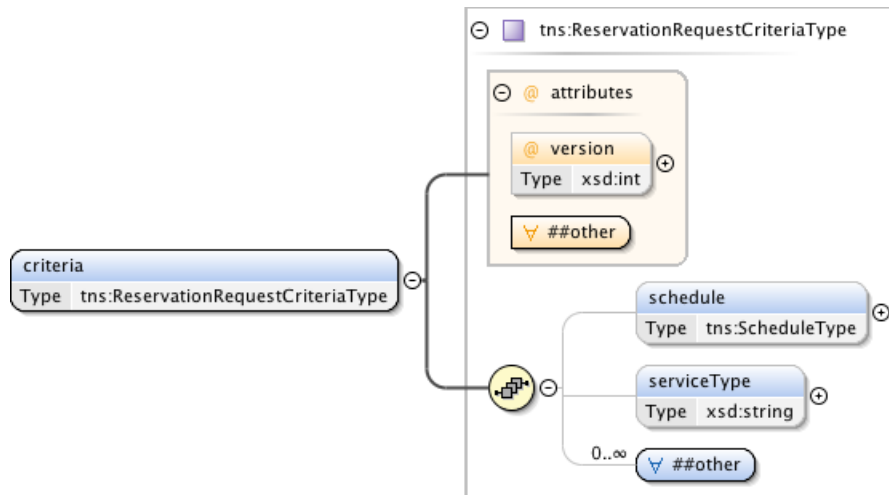 tns:ReservationRequestCriteriaType
@ attributes
@ version
Type xsd:int
∀ ##other
criteria
Type tns:ReservationRequestCriteriaType
schedule
Type tns:ScheduleType
serviceType
Type xsd:string
0..∞
∀ ##other